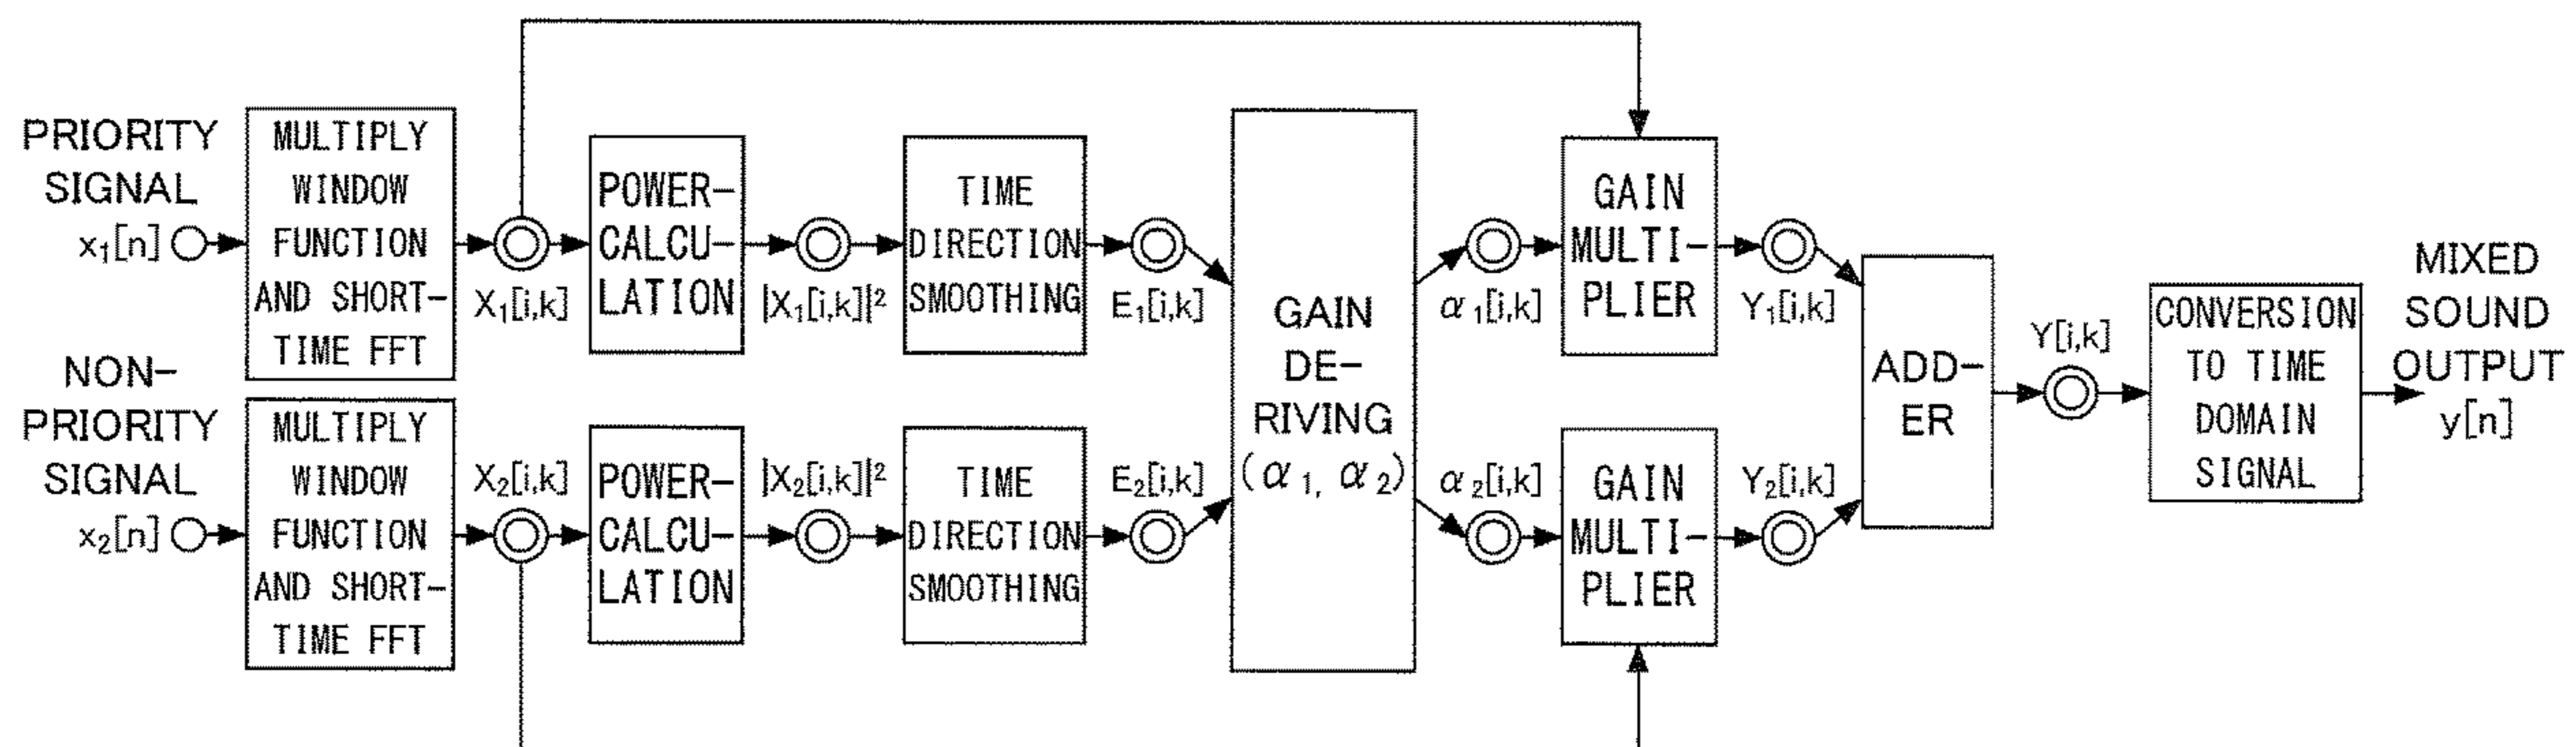 PRIORITY
SIGNAL
x₁[n]
MULTIPLY
WINDOW
FUNCTION
AND SHORT-
TIME FFT
X₁[i,k]
POWER-
CALCU-
LATION
|X₁[i,k]|²
TIME
DIRECTION
SMOOTHING
E₁[i,k]
NON-
PRIORITY
SIGNAL
x₂[n]
MULTIPLY
WINDOW
FUNCTION
AND SHORT-
TIME FFT
X₂[i,k]
POWER-
CALCU-
LATION
|X₂[i,k]|²
TIME
DIRECTION
SMOOTHING
E₂[i,k]
GAIN
DE-
RIVING
(α₁, α₂)
α₁[i,k]
GAIN
MULTI-
PLIER
Y₁[i,k]
α₂[i,k]
GAIN
MULTI-
PLIER
Y₂[i,k]
ADD-
ER
Y[i,k]
CONVERSION
TO TIME
DOMAIN
SIGNAL
MIXED
SOUND
OUTPUT
y[n]